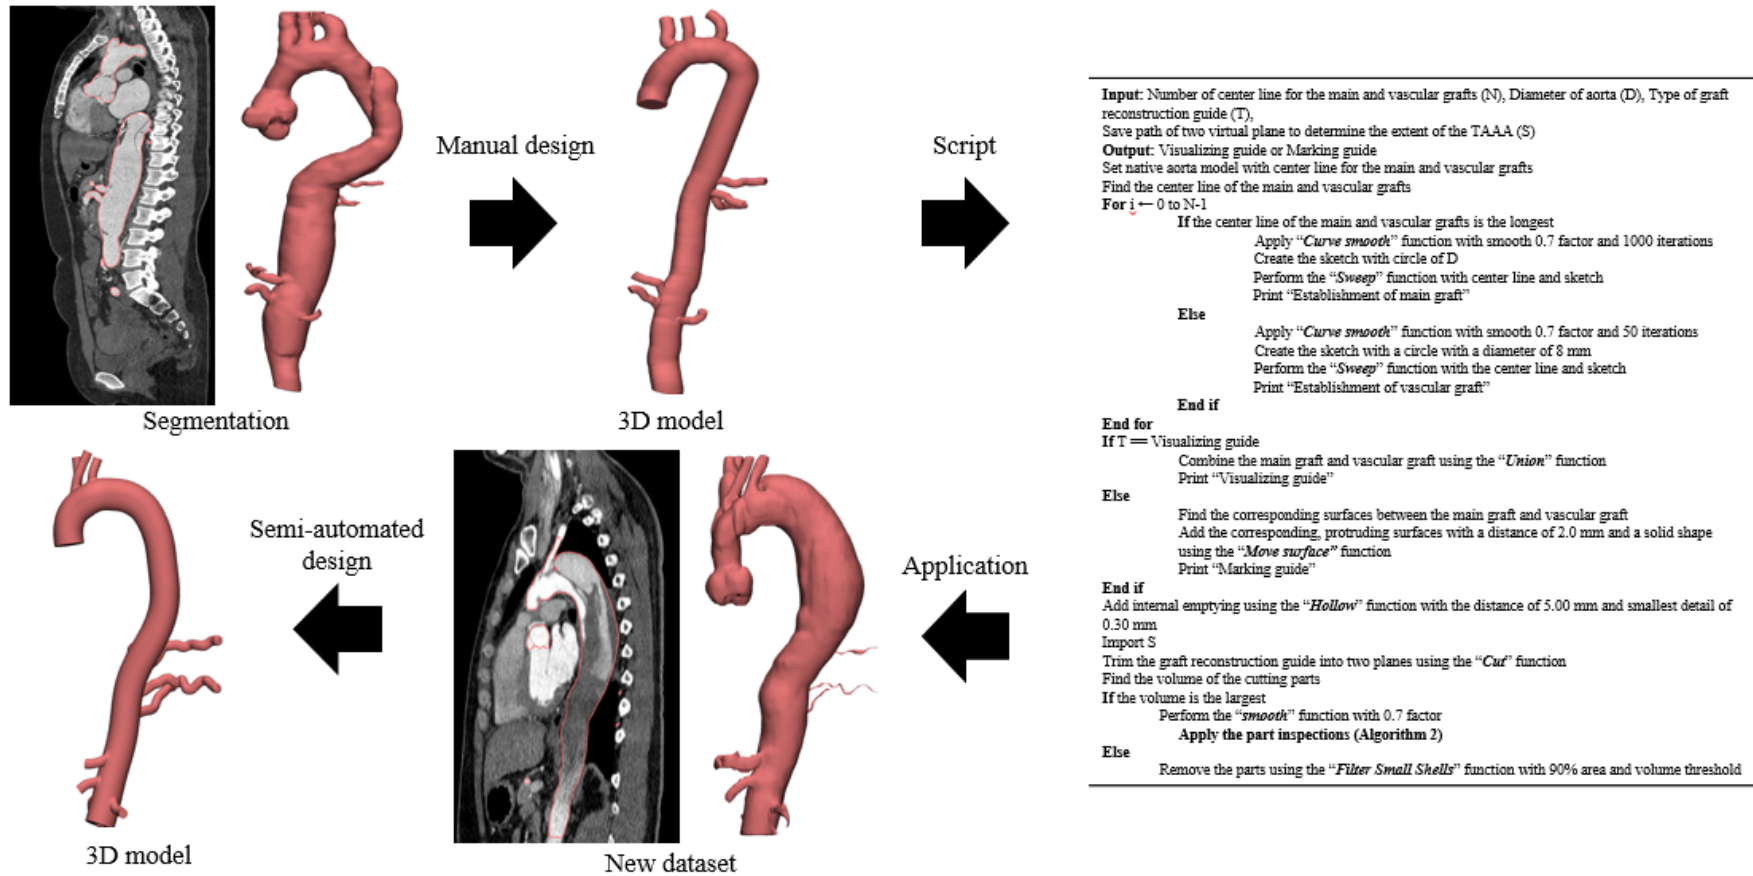 Manual design
Script
Segmentation
3D model
Input: Number of center line for the main and vascular grafts (N), Diameter of aorta (D), Type of graft
reconstruction guide (T),
Save path of two virtual plane to determine the extent of the TAAA (S)
Output: Visualizing guide or Marking guide
Set native aorta model with center line for the main and vascular grafts
Find the center line of the main and vascular grafts
For i ← 0 to N-1
If the center line of the main and vascular grafts is the longest
Apply “Curve smooth” function with smooth 0.7 factor and 1000 iterations
Create the sketch with circle of D
Perform the “Sweep” function with center line and sketch
Print “Establishment of main graft”
Else
Apply “Curve smooth” function with smooth 0.7 factor and 50 iterations
Create the sketch with a circle with a diameter of 8 mm
Perform the “Sweep” function with the center line and sketch
Print “Establishment of vascular graft”
End if
End for
If T == Visualizing guide
Combine the main graft and vascular graft using the “Union” function
Print “Visualizing guide”
Else
Find the corresponding surfaces between the main graft and vascular graft
Add the corresponding, protruding surfaces with a distance of 2.0 mm and a solid shape
using the “Move surface” function
Print “Marking guide”
End if
Add internal emptying using the “Hollow” function with the distance of 5.00 mm and smallest detail of
0.30 mm
Import S
Trim the graft reconstruction guide into two planes using the “Cut” function
Find the volume of the cutting parts
If the volume is the largest
Perform the “smooth” function with 0.7 factor
Apply the part inspections (Algorithm 2)
Else
Remove the parts using the “Filter Small Shells” function with 90% area and volume threshold
Application
New dataset
Semi-automated
design
3D model